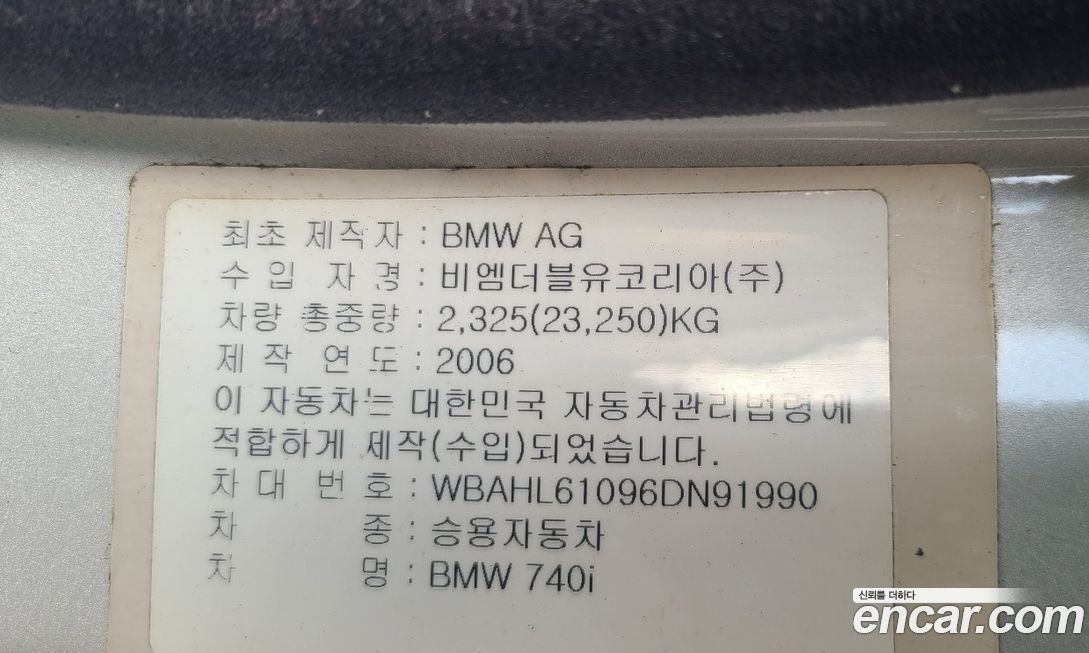 최초 제작자 : BMW AG
수 입 자 명 : 비엠더블유코리아(주)
차량 총중량 : 2,325(23,250)KG
제 작 연 도 : 2006
이 자동차는 대한민국 자동차관리법령에
적합하게 제작(수입)되었습니다.
차 대 번 호 : WBAHL61096DN91990
차 종 : 승용자동차
차 명 : BMW 740i
신뢰를 더하다
encar.com